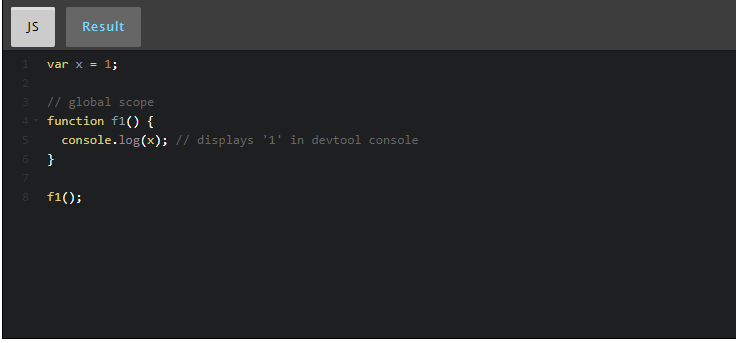 JS Result
1 var x = 1;
2
3 // global scope
4 function f1() {
5 console.log(x); // displays '1' in devtool console
6 }
7
8 f1();